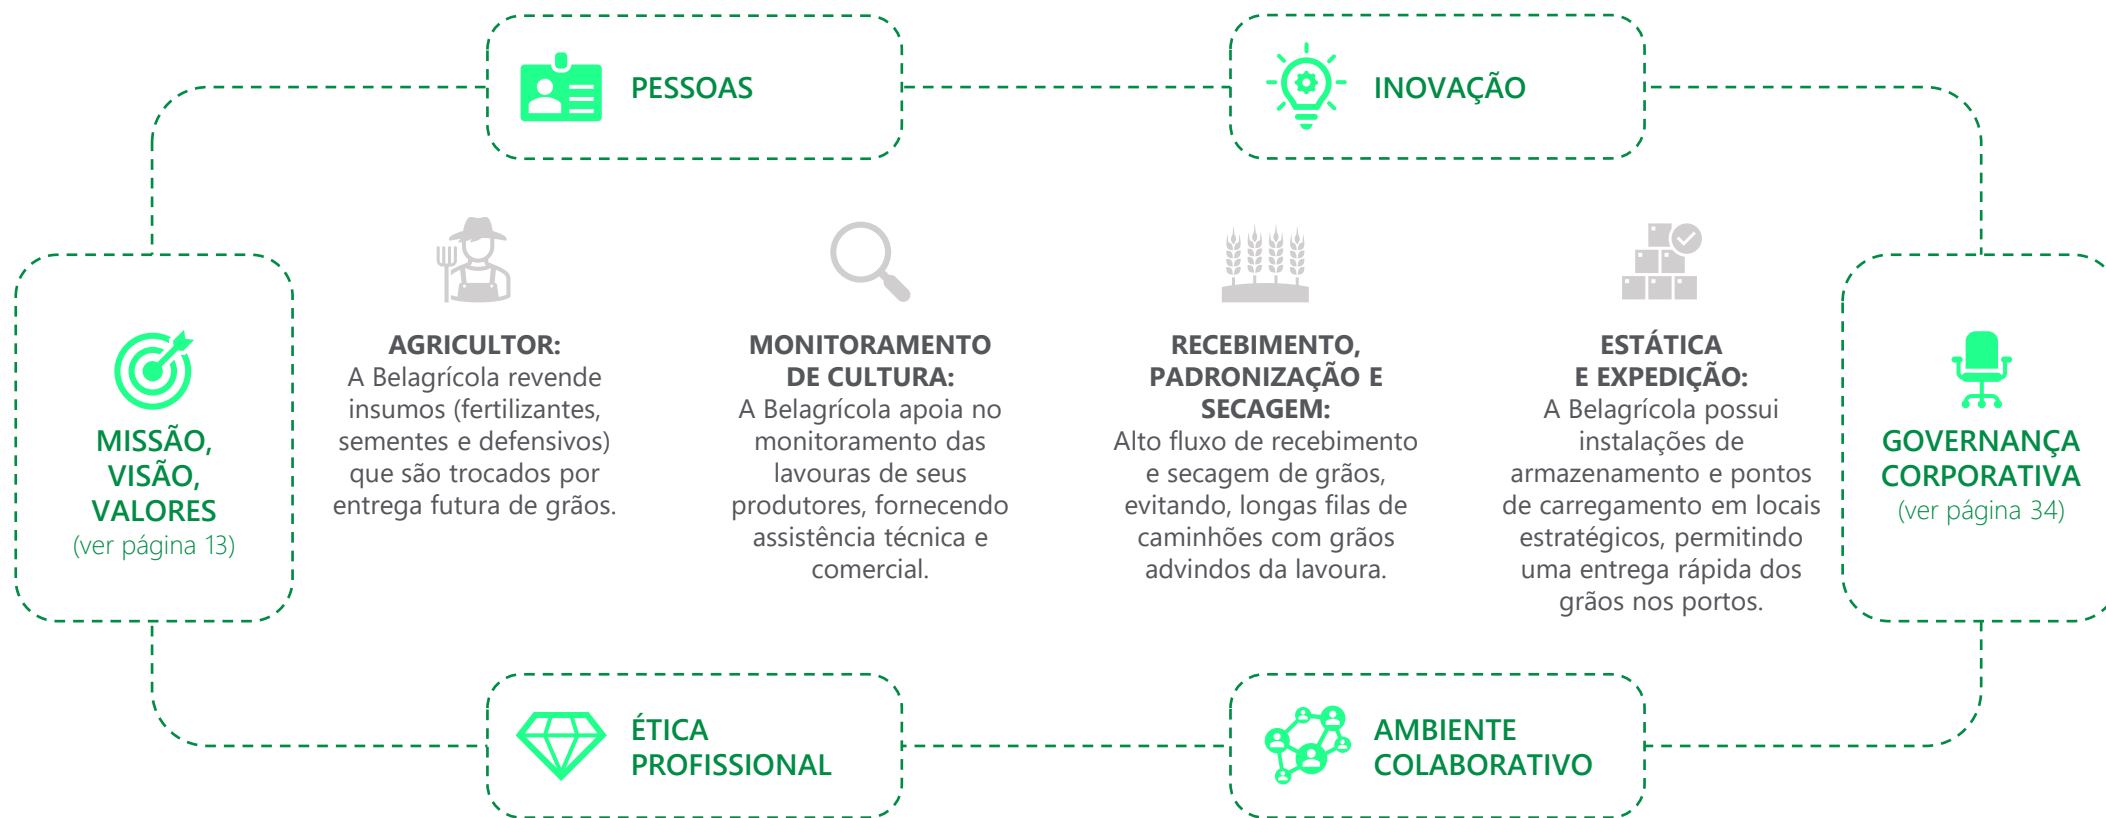 PESSOAS
INOVAÇÃO
MISSÃO,
VISÃO,
VALORES
(ver página 13)
AGRICULTOR:
A Belagrícola revende
insumos (fertilizantes,
sementes e defensivos)
que são trocados por
entrega futura de grãos.
MONITORAMENTO
DE CULTURA:
A Belagrícola apoia no
monitoramento das
lavouras de seus
produtores, fornecendo
assistência técnica e
comercial.
RECEBIMENTO,
PADRONIZAÇÃO E
SECAGEM:
Alto fluxo de recebimento
e secagem de grãos,
evitando, longas filas de
caminhões com grãos
advindos da lavoura.
ESTÁTICA
E EXPEDIÇÃO:
A Belagrícola possui
instalações de
armazenamento e pontos
de carregamento em locais
estratégicos, permitindo
uma entrega rápida dos
grãos nos portos.
GOVERNANÇA
CORPORATIVA
(ver página 34)
ÉTICA
PROFISSIONAL
AMBIENTE
COLABORATIVO